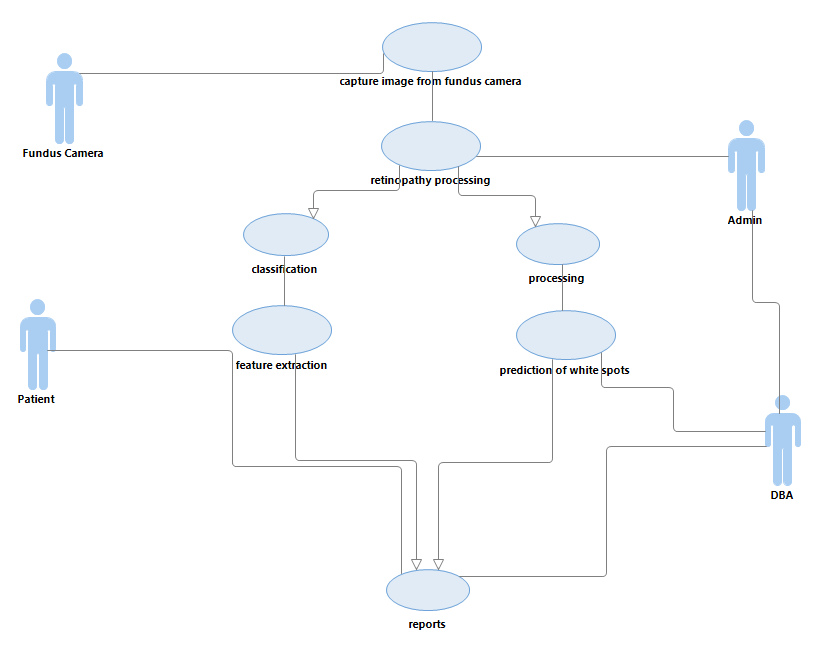 capture image from fundus camera
Fundus Camera
retinopathy processing
Admin
classification
processing
feature extraction
prediction of white spots
Patient
DBA
reports